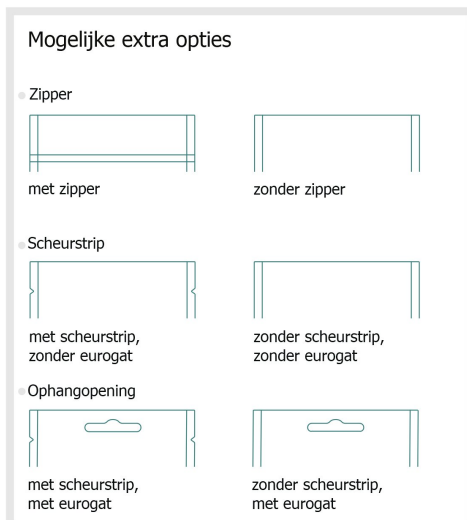 Mogelijke extra opties
Zipper
met zipper
zonder zipper
Scheurstrip
met scheurstrip,
zonder eurogat
zonder scheurstrip,
zonder eurogat
Ophangopening
met scheurstrip,
met eurogat
zonder scheurstrip,
met eurogat